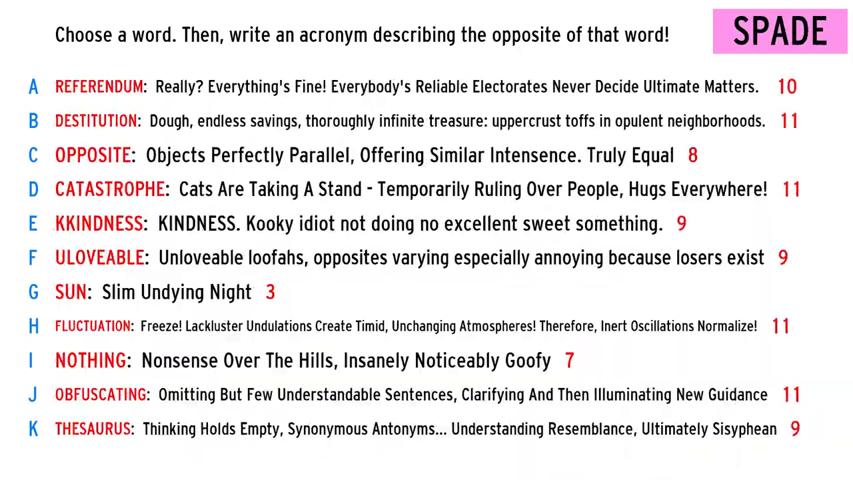 Choose a word. Then, write an acronym describing the opposite of that word!
SPADE
A REFERENDUM: Really? Everything's Fine! Everybody's Reliable Electorates Never Decide Ultimate Matters. 10
B DESTITUTION: Dough, endless savings, thoroughly infinite treasure: uppercrust toffs in opulent neighborhoods. 11
C OPPOSITE: Objects Perfectly Parallel, Offering Similar Intensence. Truly Equal 8
D CATASTROPHE: Cats Are Taking A Stand - Temporarily Ruling Over People, Hugs Everywhere! 11
E KKINDNESS: KINDNESS. Kooky idiot not doing no excellent sweet something. 9
F ULOVEABLE: Unloveable loofahs, opposites varying especially annoying because losers exist 9
G SUN: Slim Undying Night 3
H FLUCTUATION: Freeze! Lackluster Undulations Create Timid, Unchanging Atmospheres! Therefore, Inert Oscillations Normalize! 11
I NOTHING: Nonsense Over The Hills, Insanely Noticeably Goofy 7
J OBFUSCATING: Omitting But Few Understandable Sentences, Clarifying And Then Illuminating New Guidance 11
K THESAURUS: Thinking Holds Empty, Synonymous Antonyms... Understanding Resemblance, Ultimately Sisyphean 9